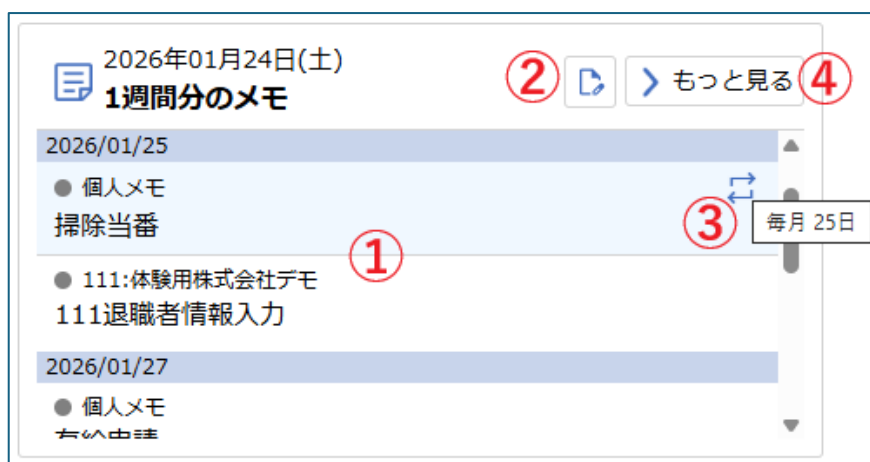 2026年01月24日(土)
1週間分のメモ
② もっと見る ④
2026/01/25
個人メモ
掃除当番
③ 毎月 25日
①
111:体験用株式会社デモ
111退職者情報入力
2026/01/27
個人メモ